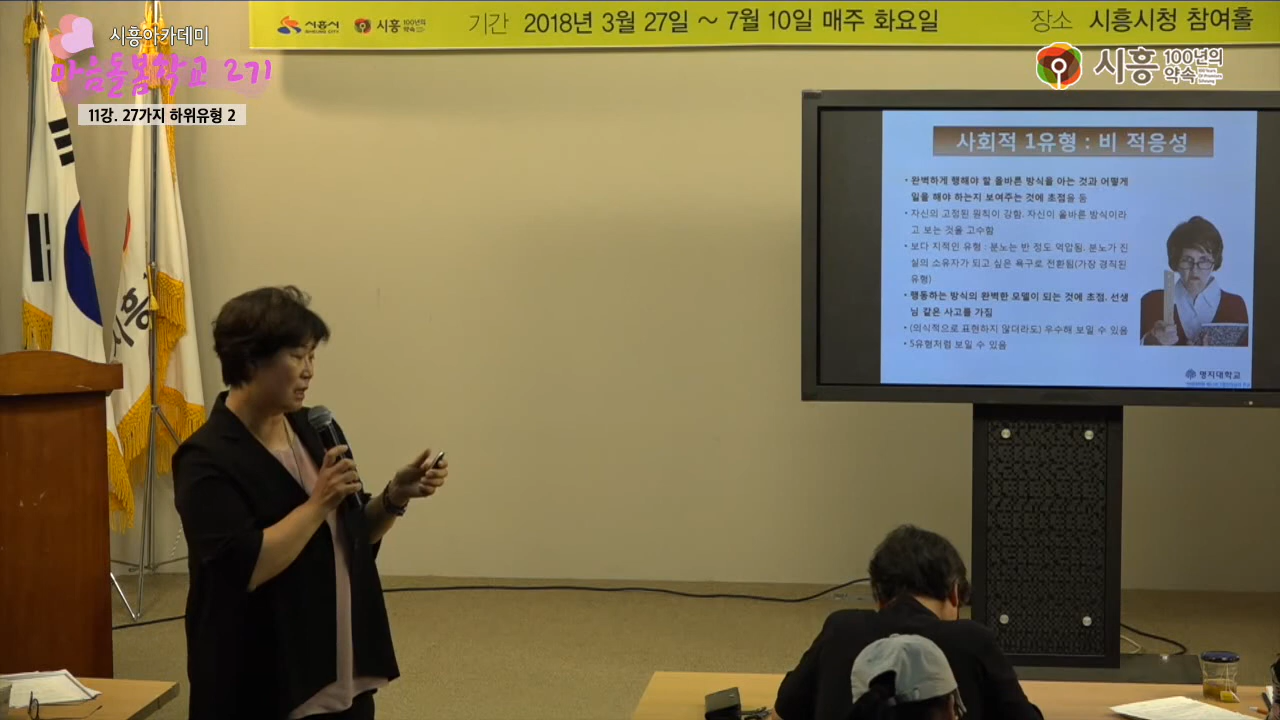 시흥아카데미
마음돌봄학교 2기
11강. 27가지 하위유형 2
시흥시
SIHEUNG CITY
시흥 100년의 약속
기간 2018년 3월 27일 ~ 7월 10일 매주 화요일
장소 시흥시청 참여홀
시흥 100년의
약속
사회적 1유형 : 비 적응성
• 완벽하게 행해야 할 올바른 방식을 아는 것과 어떻게
일을 해야 하는지 보여주는 것에 초점을 둠
• 자신의 고정된 원칙이 강함. 자신이 올바른 방식이라
고 보는 것을 고수함
• 보다 지적인 유형 : 분노는 반 정도 억압됨. 분노가 진
실의 소유자가 되고 싶은 욕구로 전환됨(가장 경직된
유형)
• 행동하는 방식의 완벽한 모델이 되는 것에 초점. 선생
님 같은 사고를 가짐
• (의식적으로 표현하지 않더라도) 우수해 보일 수 있음
• 5유형처럼 보일 수 있음
명지대학교